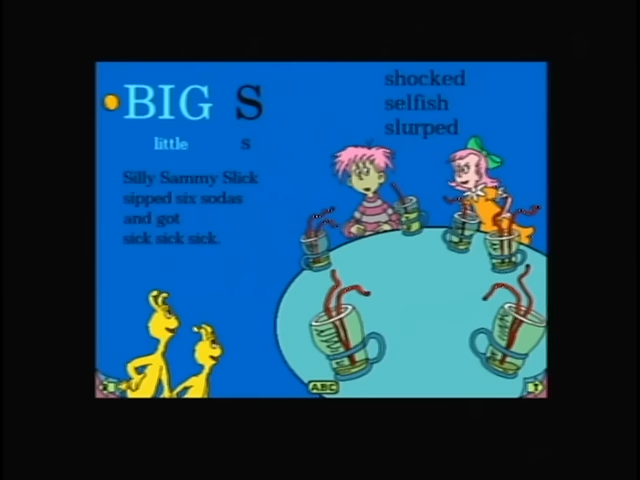 BIG S
little s
Silly Sammy Slick
sipped six sodas
and got
sick sick sick.
shocked
selfish
slurped
ABC